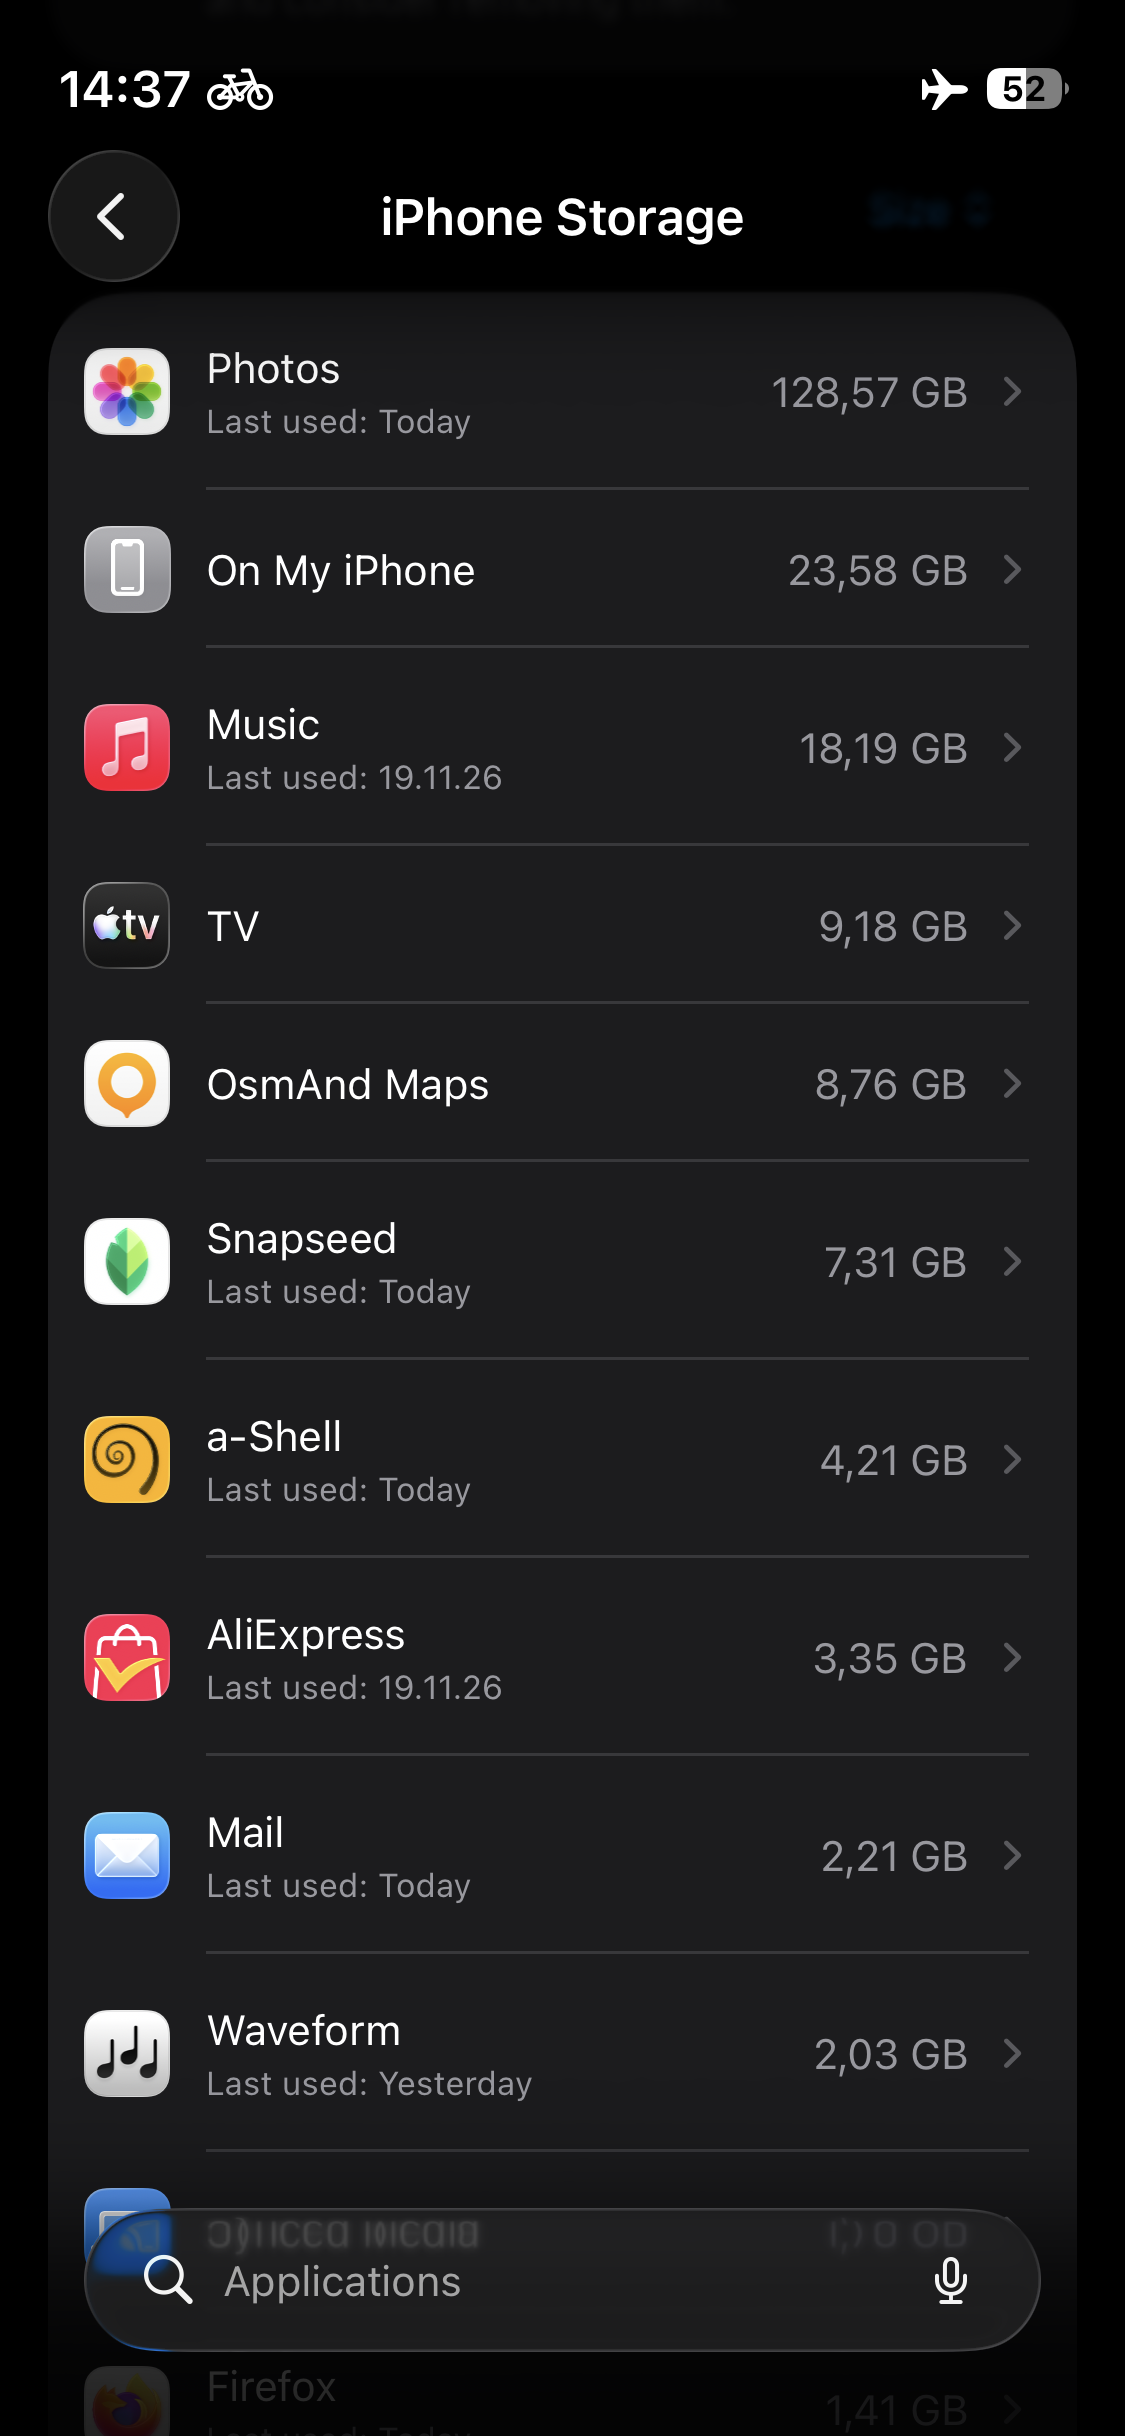 14:37
52
iPhone Storage
Size
Photos
Last used: Today
128,57 GB
On My iPhone
23,58 GB
Music
Last used: 19.11.26
18,19 GB
tv
TV
9,18 GB
OsmAnd Maps
8,76 GB
Snapseed
Last used: Today
7,31 GB
a-Shell
Last used: Today
4,21 GB
AliExpress
Last used: 19.11.26
3,35 GB
Mail
Last used: Today
2,21 GB
Waveform
Last used: Yesterday
2,03 GB
Applications
Firefox
1,41 GB
Last used: Today